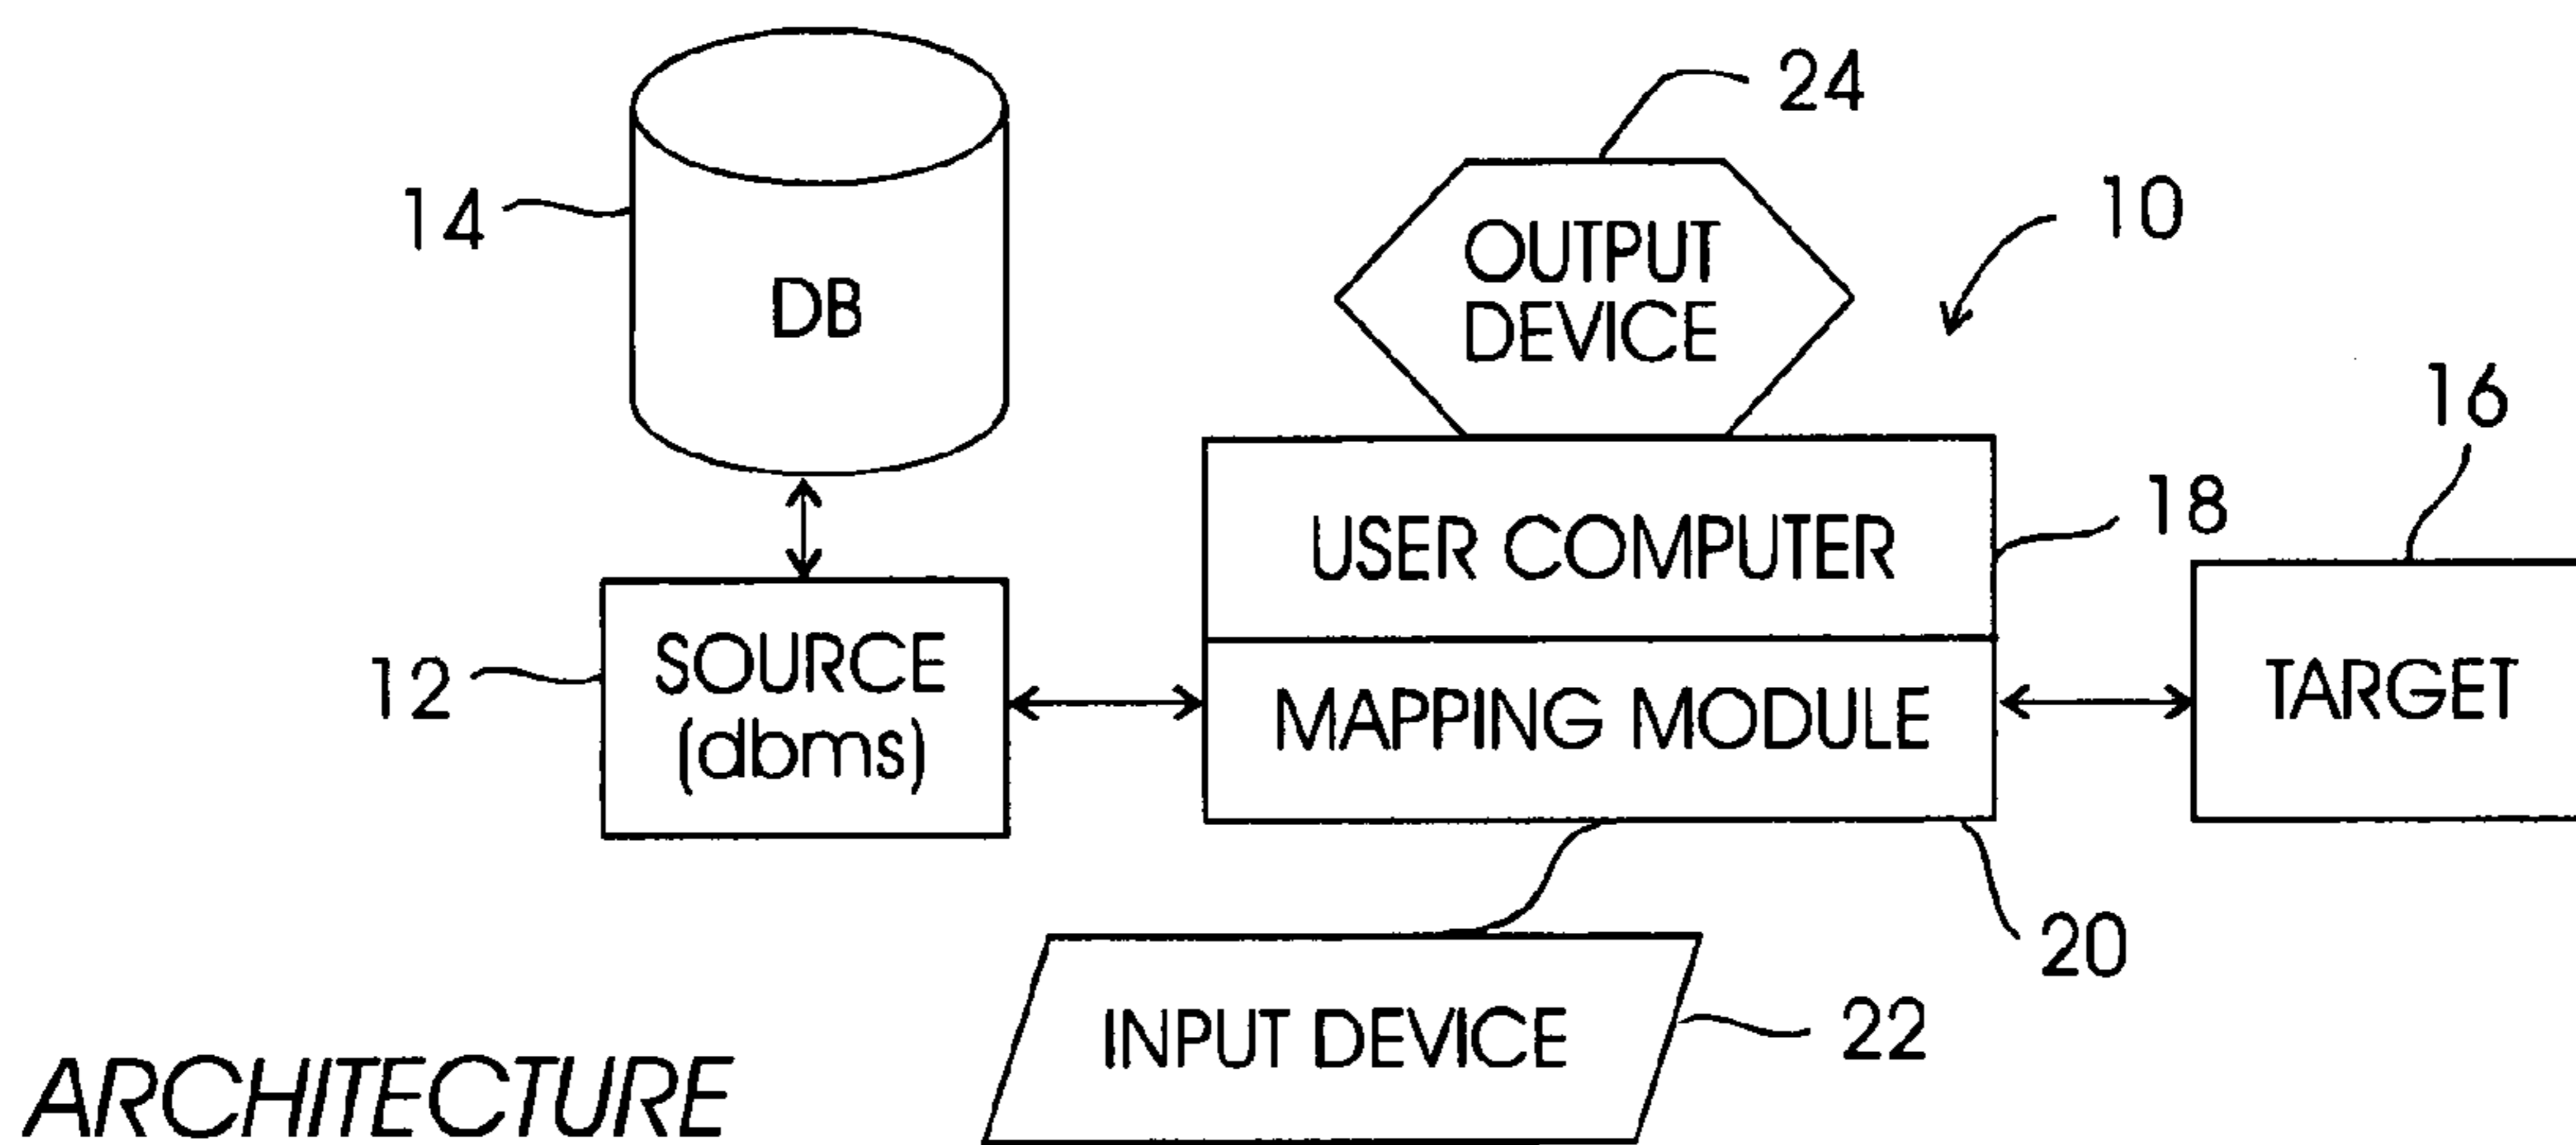 24
14
10
OUTPUT
DEVICE
DB
16
18
USER COMPUTER
SOURCE
(dbms)
12
MAPPING MODULE
TARGET
20
22
INPUT DEVICE
ARCHITECTURE